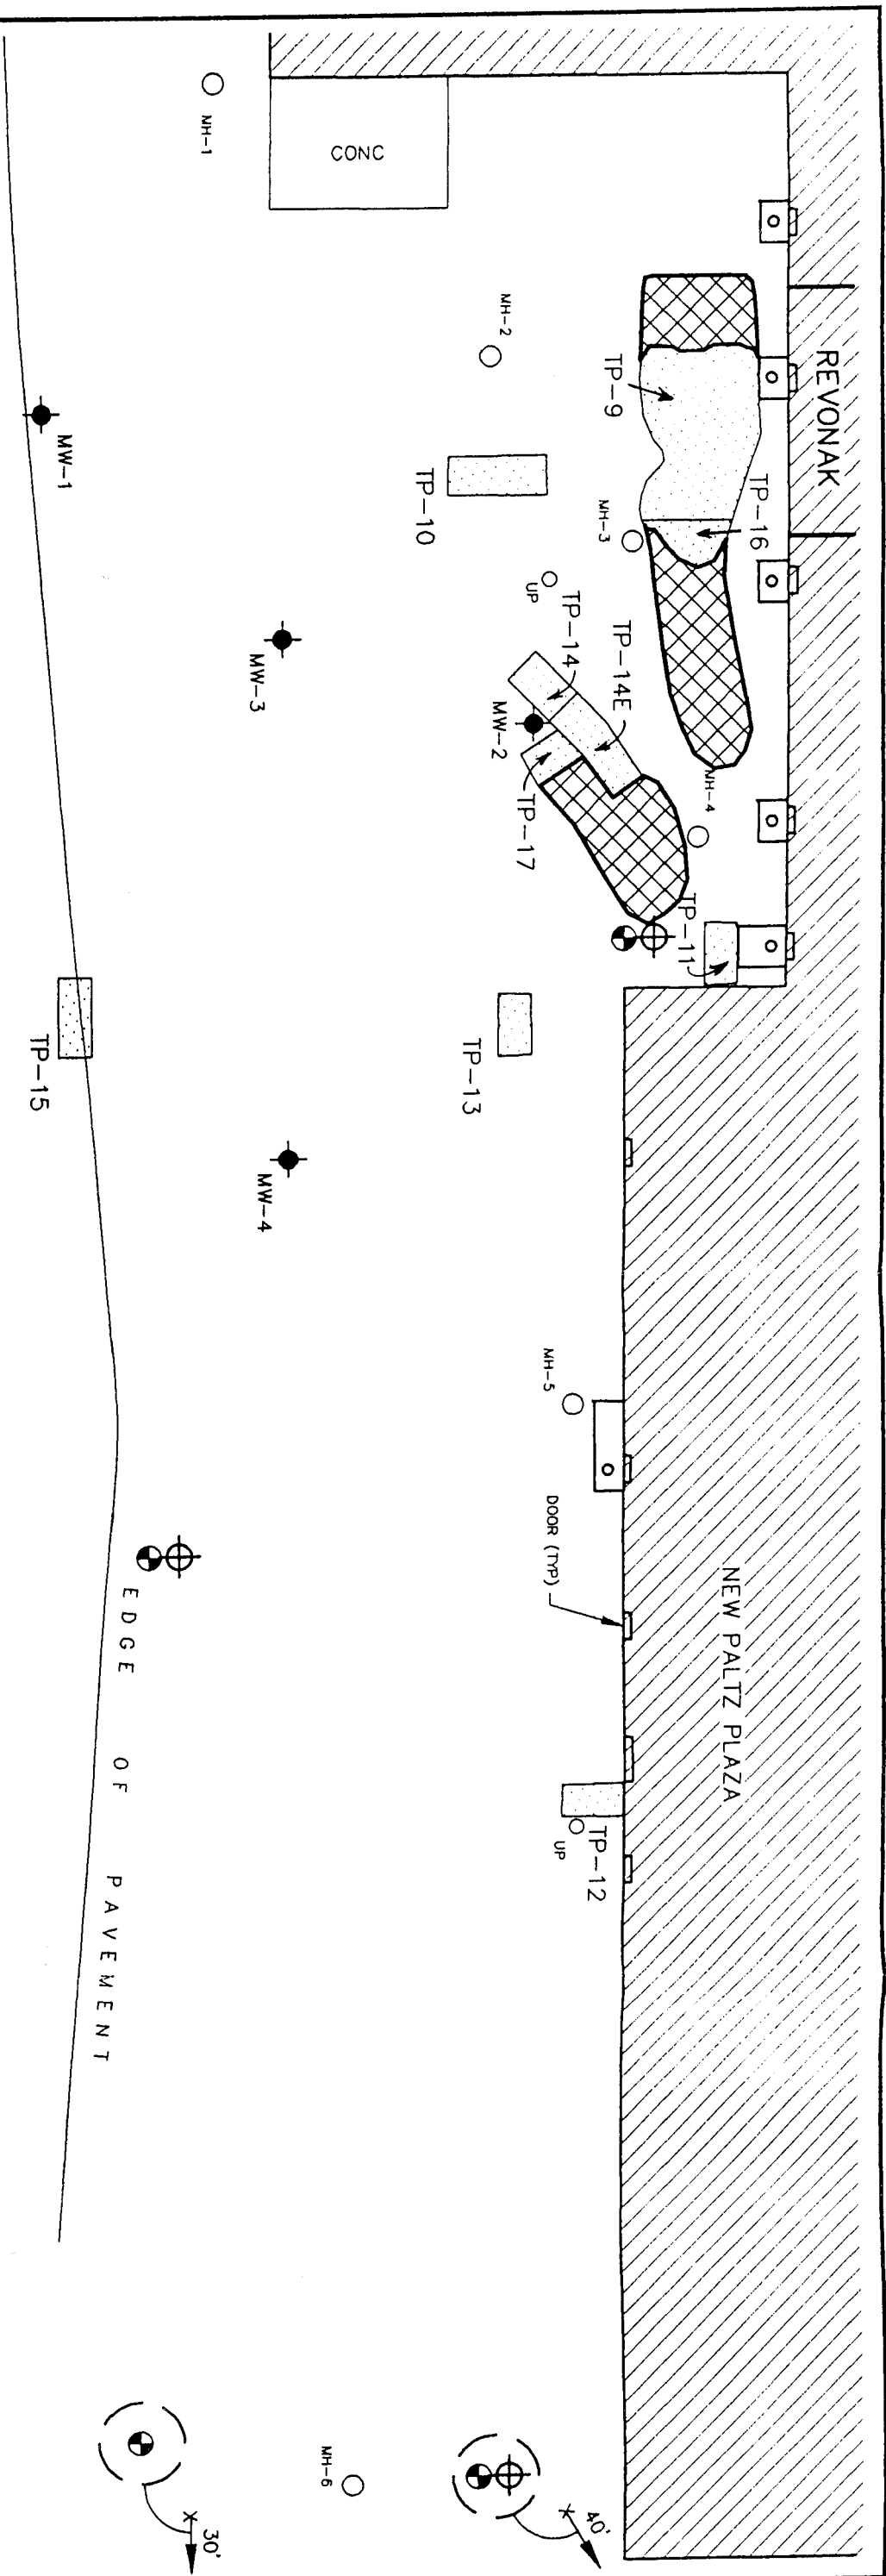 REVONAK
NEW PALTZ PLAZA
CONC
MH-1
MH-2
TP-9
TP-16
MH-3
TP-10
MW-1
UP
TP-14
TP-14E
MW-3
MW-2
TP-17
MH-4
TP-11
TP-13
TP-15
MW-4
MH-5
DOOR (TYP)
TP-12
UP
EDGE OF PAVEMENT
MH-6
40'
30'